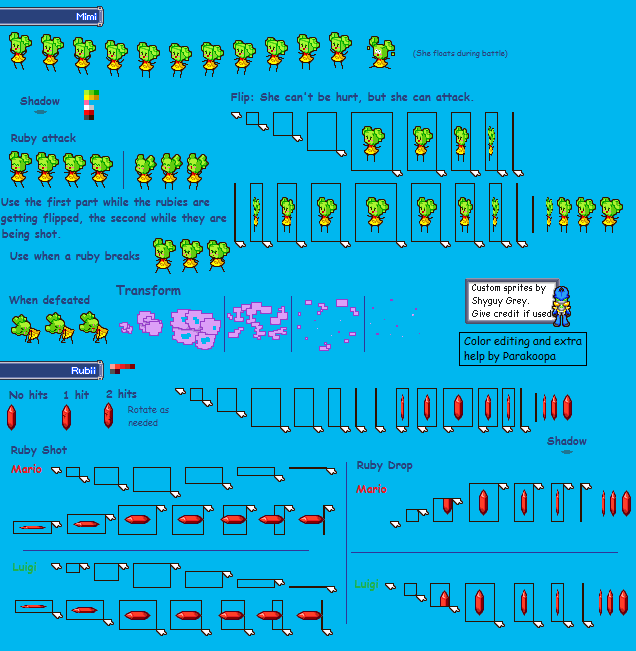 Mimi
(She floats during battle)
Shadow
Flip: She can't be hurt, but she can attack.
Ruby attack
Use the first part while the rubies are
getting flipped, the second while they are
being shot.
Use when a ruby breaks
Transform
When defeated
Custom sprites by
Shyguy Grey.
Give credit if used
Color editing and extra
help by Parakoopa
Rubii
No hits
1 hit
2 hits
Rotate as
needed
Shadow
Ruby Shot
Mario
Ruby Drop
Mario
Luigi
Luigi